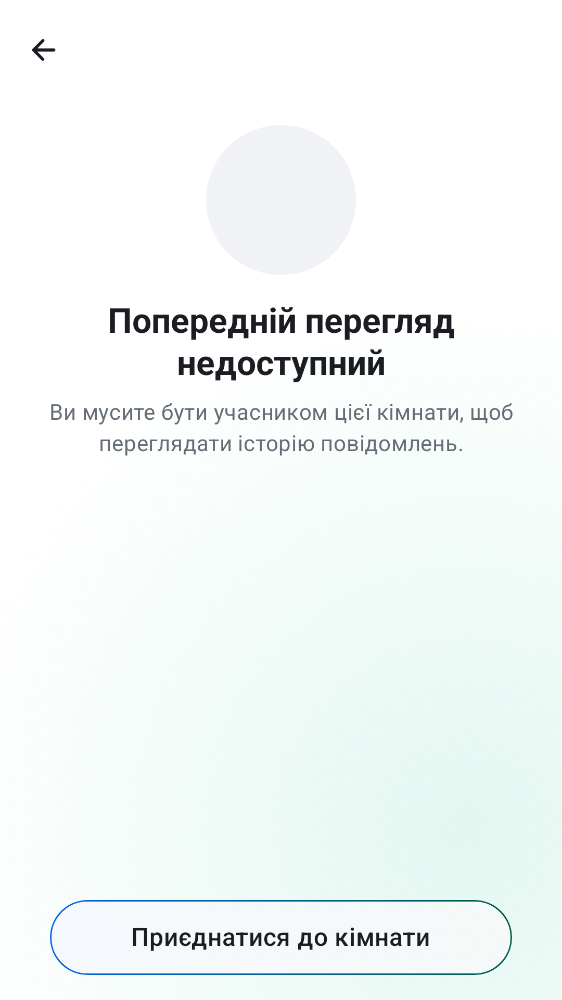 Попередній перегляд
недоступний
Ви мусите бути учасником цієї кімнати, щоб
переглядати історію повідомлень.
Приєднатися до кімнати